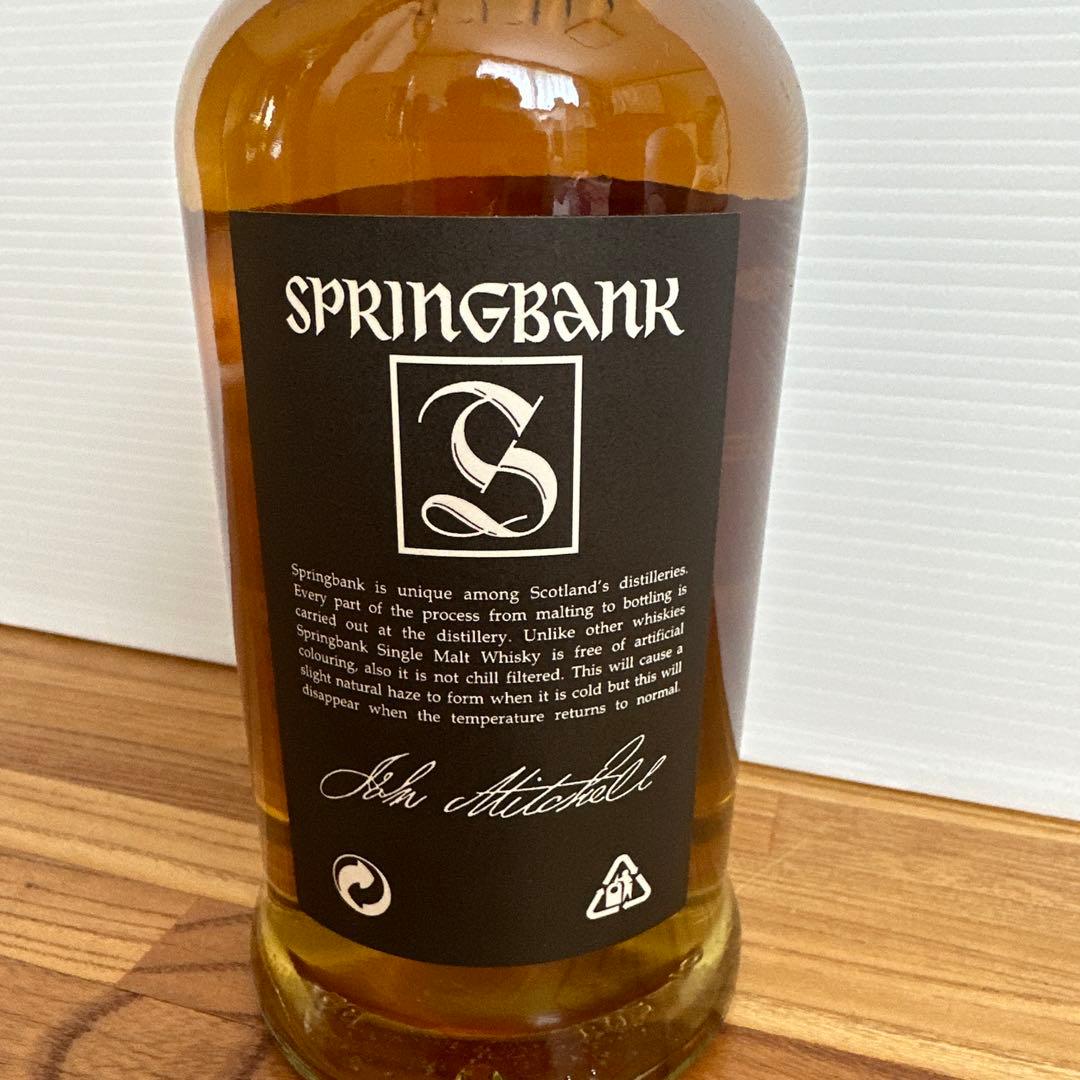 SPRINGBANK
S
Springbank is unique among Scotland's distilleries.
Every part of the process from malting to bottling is
carried out at the distillery. Unlike other whiskies
Springbank Single Malt Whisky is free of artificial
colouring, also it is not chill filtered. This will cause a
slight natural haze to form when it is cold but this will
disappear when the temperature returns to normal.
John Mitchell